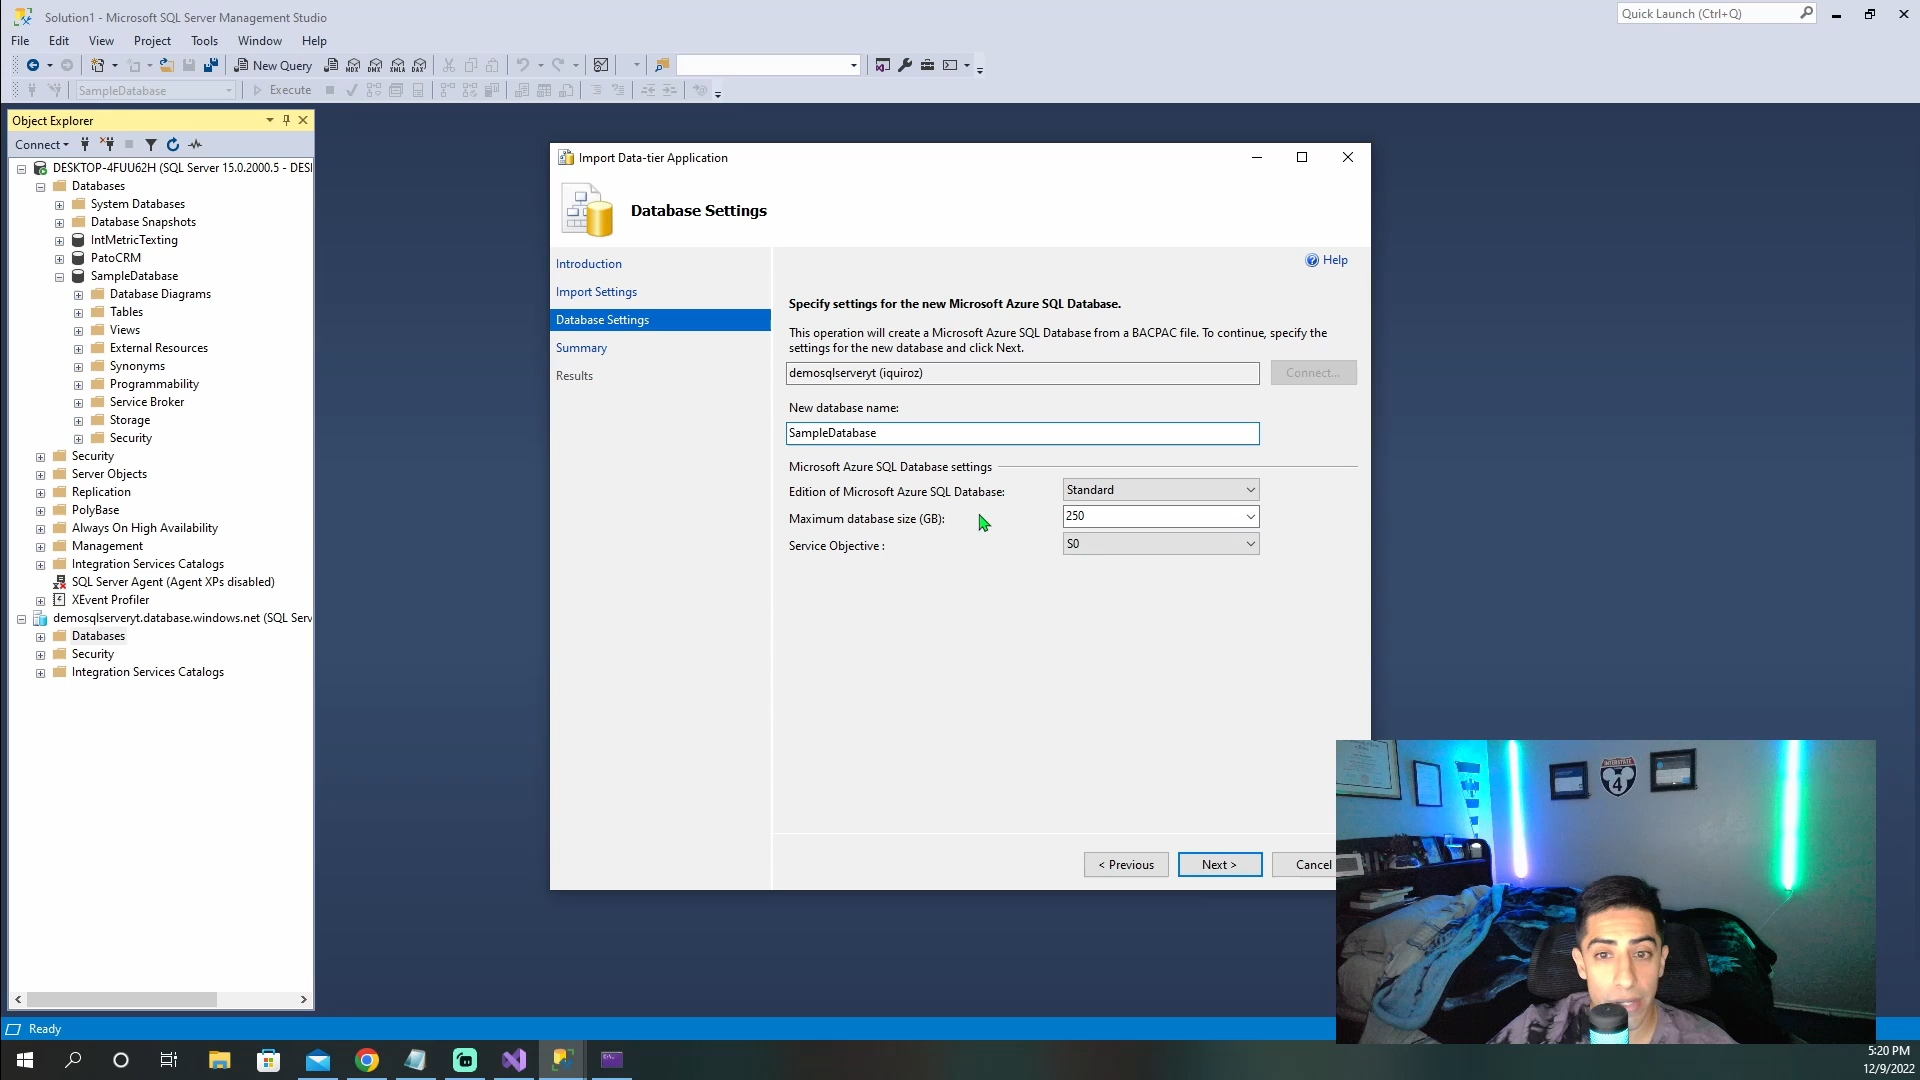 Solution1 - Microsoft SQL Server Management Studio
Quick Launch (Ctrl+Q)
File Edit View Project Tools Window Help
New Query
MDX DMX XMLA DAX
SampleDatabase
Execute
Object Explorer
Connect
DESKTOP-4FUU62H (SQL Server 15.0.2000.5 - DESI
Databases
System Databases
Database Snapshots
IntMetricTexting
PatoCRM
SampleDatabase
Database Diagrams
Tables
Views
External Resources
Synonyms
Programmability
Service Broker
Storage
Security
Security
Server Objects
Replication
PolyBase
Always On High Availability
Management
Integration Services Catalogs
SQL Server Agent (Agent XPs disabled)
XEvent Profiler
demosqlserveryt.database.windows.net (SQL Serv
Databases
Security
Integration Services Catalogs
Import Data-tier Application
Database Settings
Introduction
Import Settings
Database Settings
Summary
Results
Help
Specify settings for the new Microsoft Azure SQL Database.
This operation will create a Microsoft Azure SQL Database from a BACPAC file. To continue, specify the
settings for the new database and click Next.
demosqlserveryt (iquiroz)
Connect...
New database name:
SampleDatabase
Microsoft Azure SQL Database settings
Edition of Microsoft Azure SQL Database:
Standard
Maximum database size (GB):
250
Service Objective :
S0
< Previous
Next >
Cancel
INTERSTATE
4
Ready
5:20 PM
12/9/2022